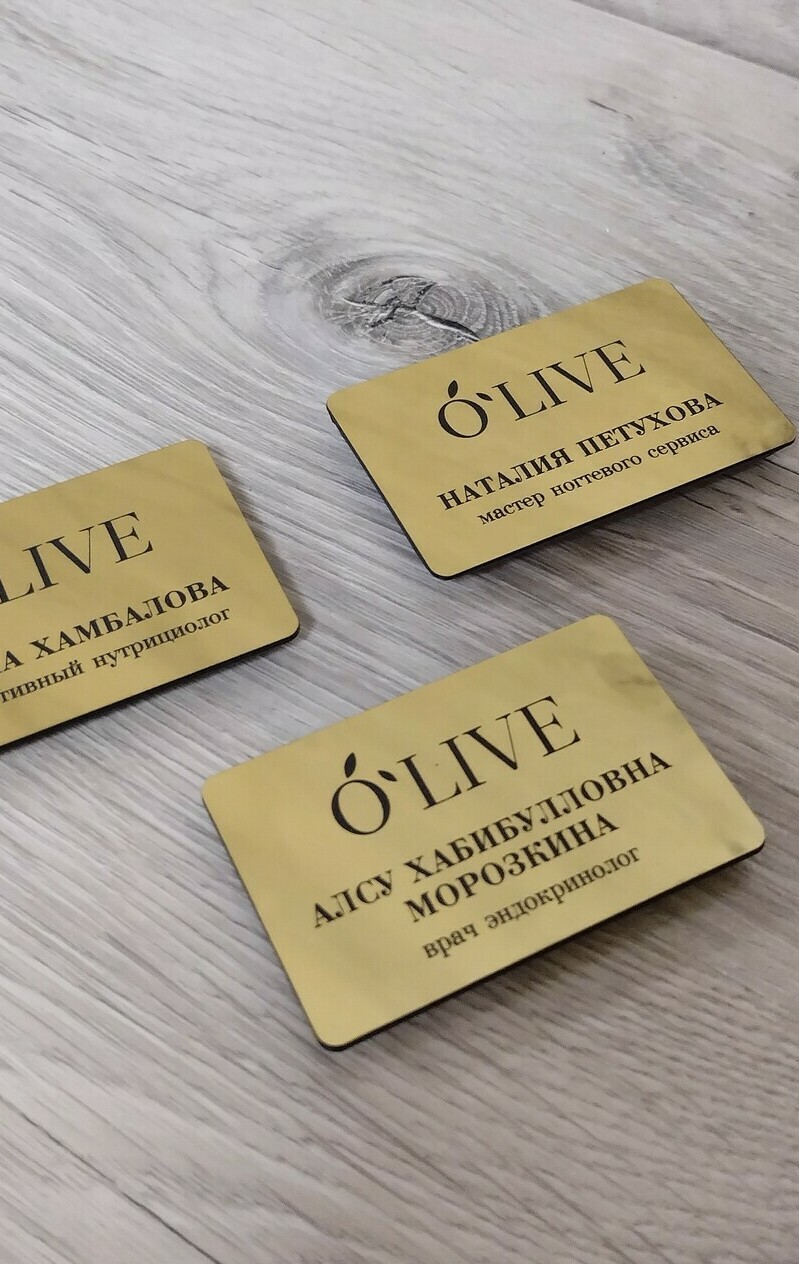 O`LIVE
НАТАЛИЯ ПЕТУХОВА
мастер ногтевого сервиса
LIVE
ХАМБАЛОВА
нутрициолог
O`LIVE
АЛСУ ХАБИБУЛЛОВНА
МОРОЗКИНА
врач эндокринолог